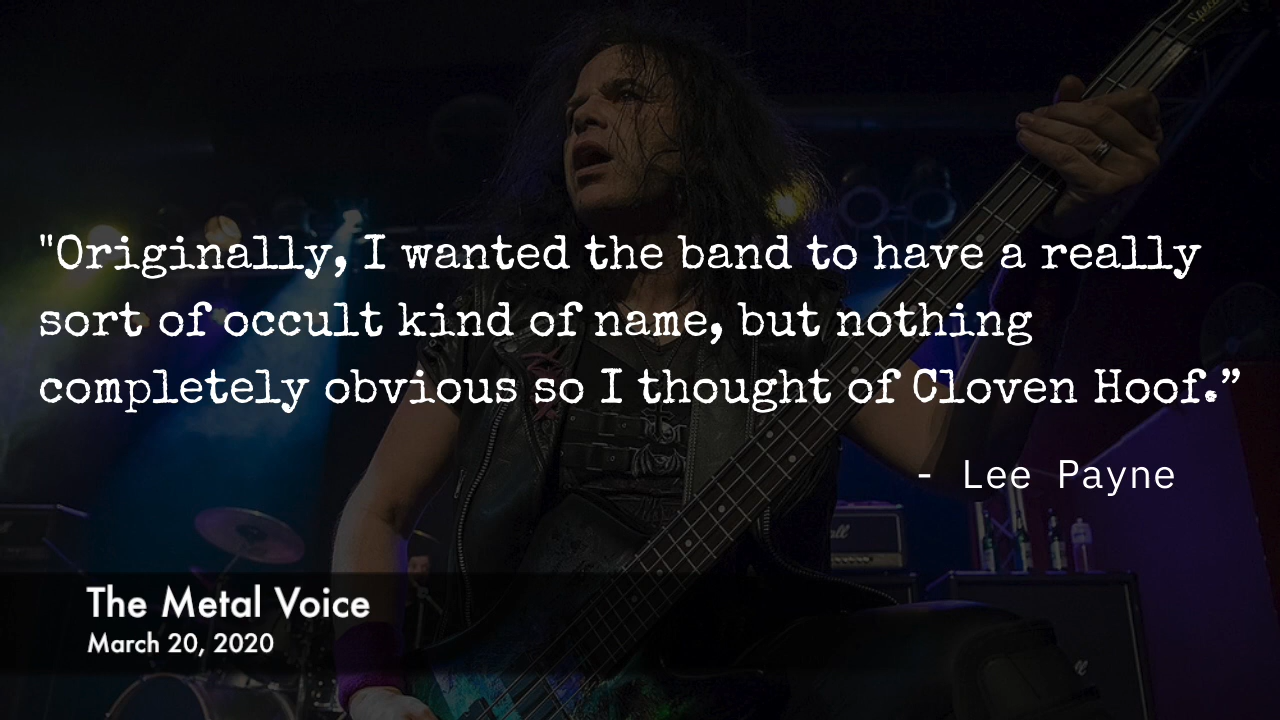 "Originally, I wanted the band to have a really
sort of occult kind of name, but nothing
completely obvious so I thought of Cloven Hoof.”
- Lee Payne
The Metal Voice
March 20, 2020